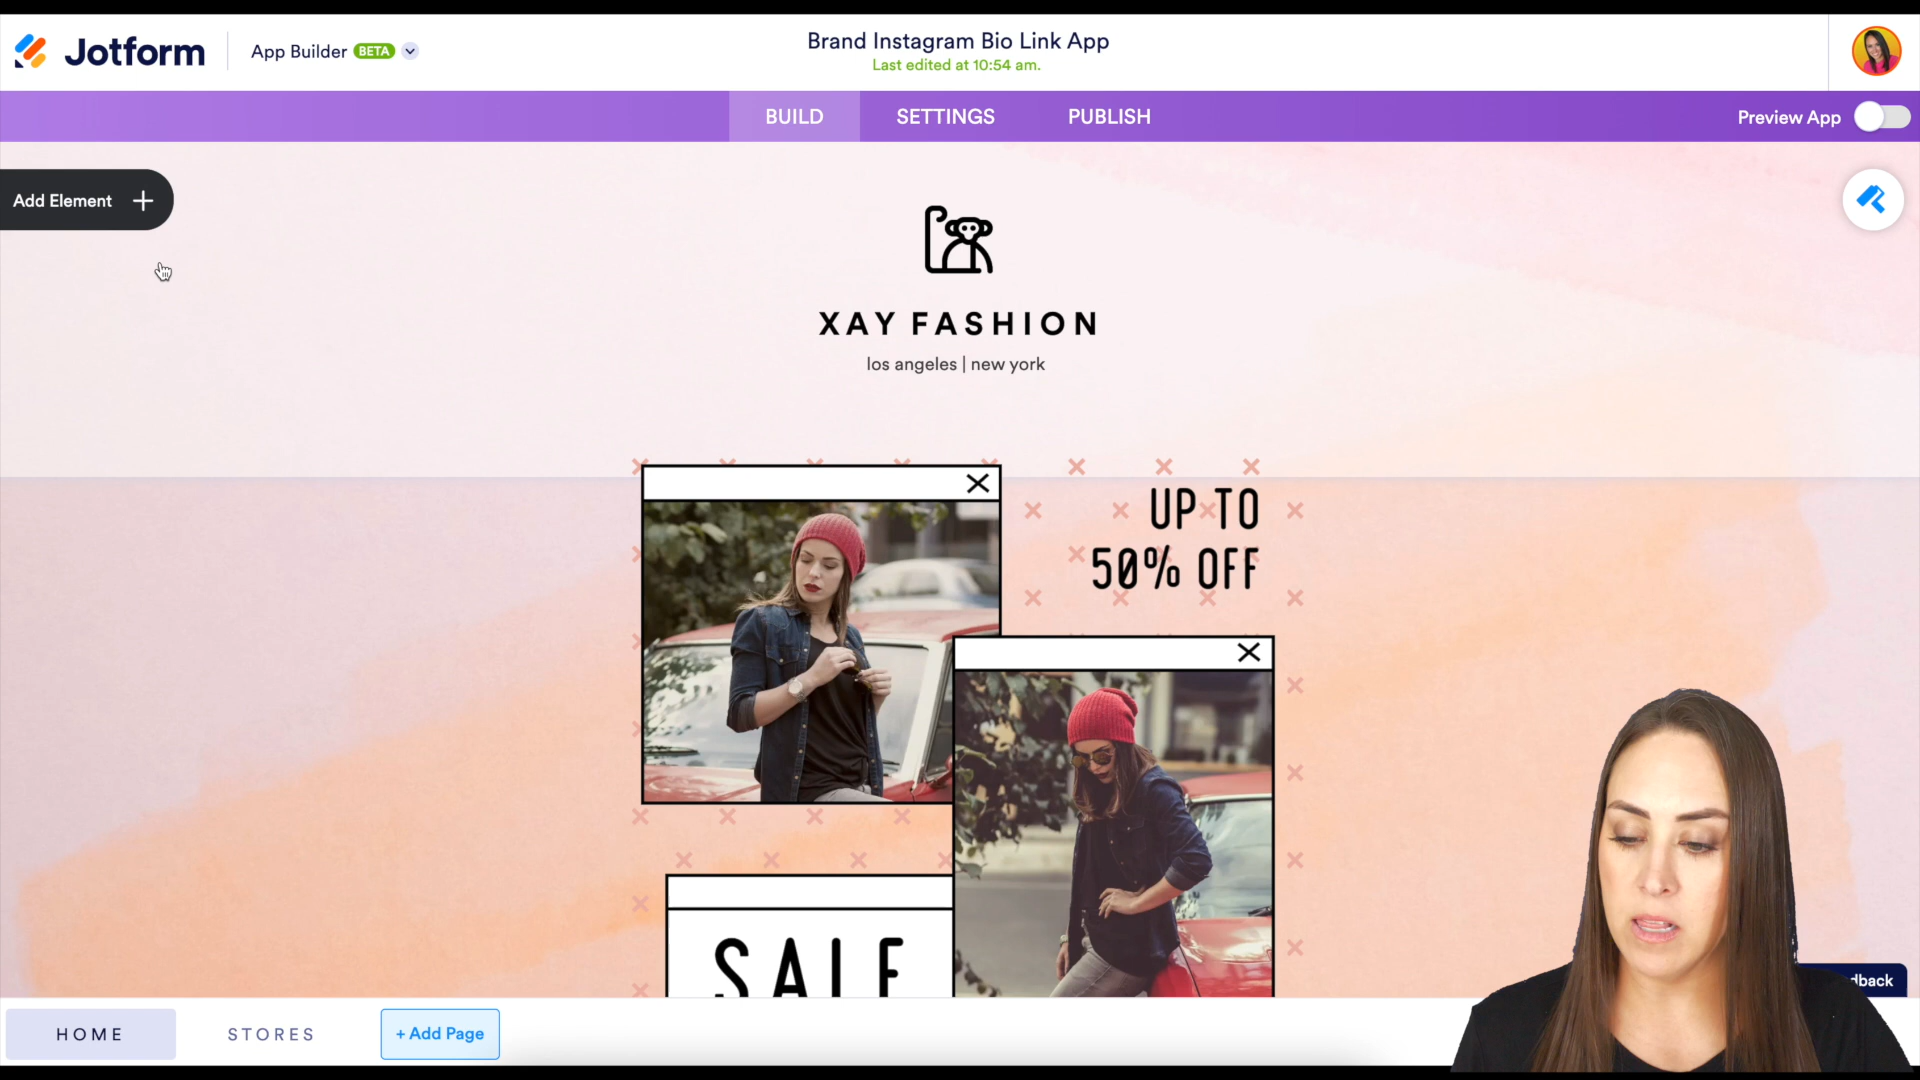 Jotform
App Builder BETA
Brand Instagram Bio Link App
Last edited at 10:54 am.
BUILD
SETTINGS
PUBLISH
Preview App
Add Element
XAY FASHION
los angeles | new york
UP TO
50% OFF
SALE
HOME
STORES
+ Add Page